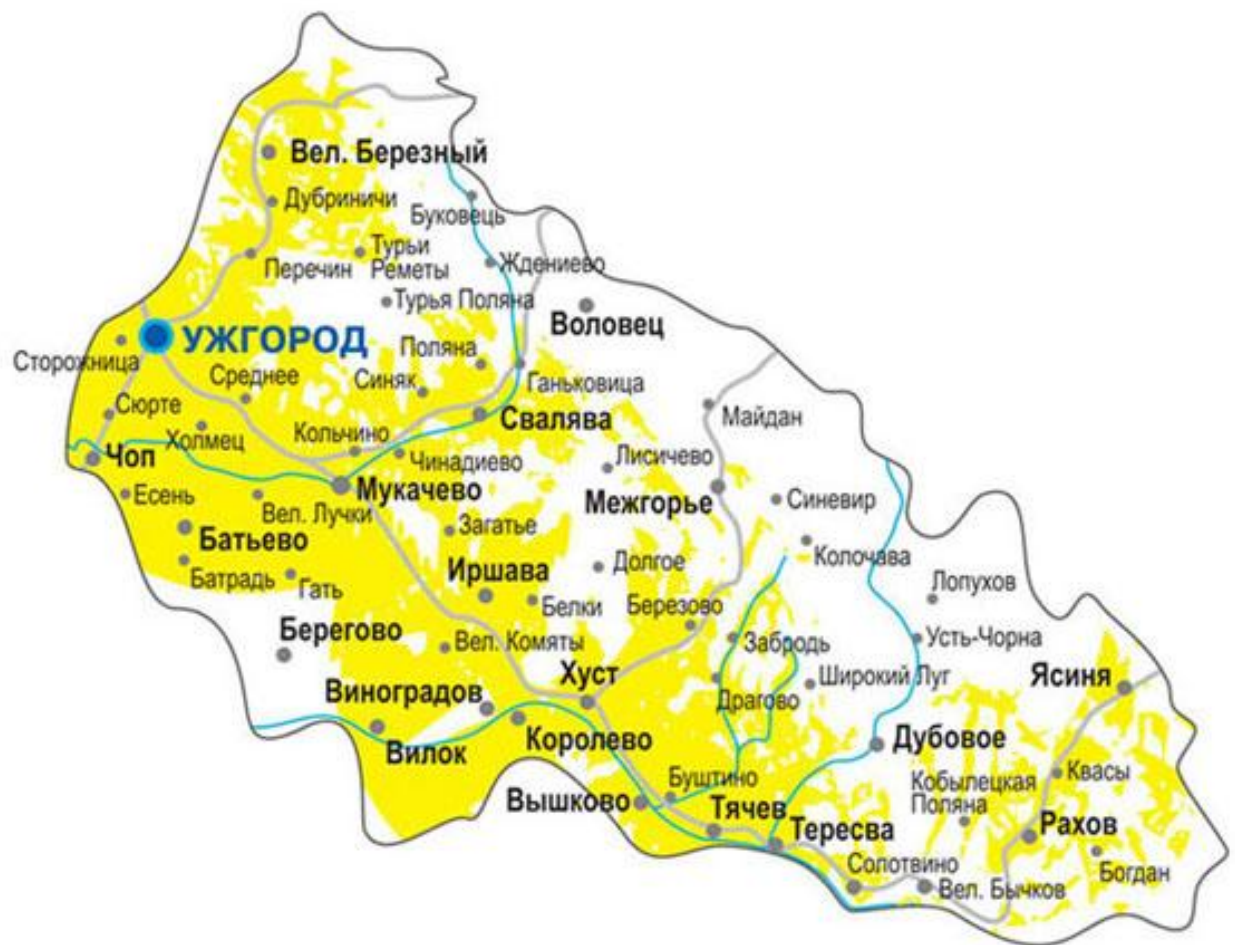 Вел. Березный
Дубриничи
Буковець
Турьи
Реметы
Перечин
Ждениево
Турья Поляна
Воловец
УЖГОРОД
Сторожница
Поляна
Среднее
Синяк
Ганьковица
Сюрте
Холмец
Свалява
Майдан
Кольчино
Чинадиево
Лисичево
Чоп
Мукачево
Межгорье
Синевир
Есень
Вел. Лучки
Загатье
Батьево
Колочава
Батрадь
Гать
Иршава
Долгое
Белки
Березово
Лопухов
Берегово
Вел. Комяты
Забродь
Усть-Чорна
Хуст
Широкий Луг
Ясиня
Виноградов
Драгово
Вилок
Королево
Дубовое
Буштино
Кобылецкая
Поляна
Квасы
Вышково
Тячев
Тересва
Рахов
Солотвино
Вел. Бычков
Богдан